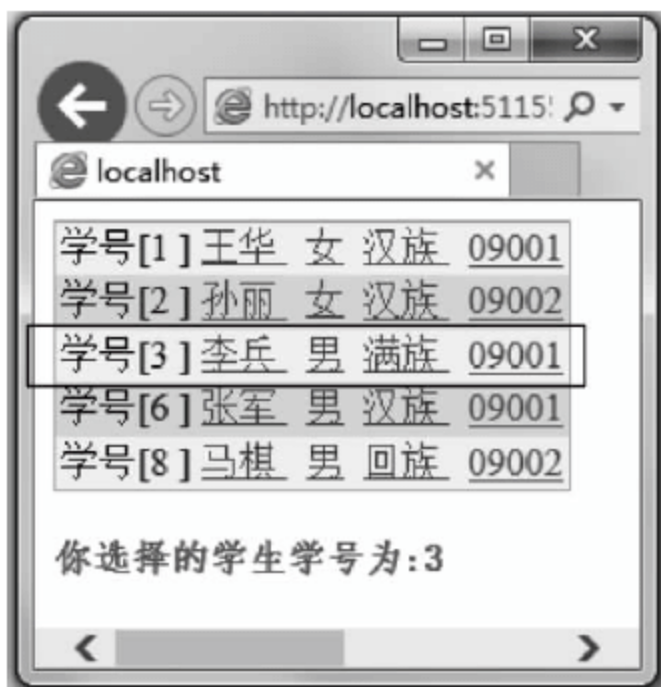 http://localhost:5115
localhost
学号[1 ] 王华 女 汉族 09001
学号[2 ] 孙丽 女 汉族 09002
学号[3 ] 李兵 男 满族 09001
学号[6 ] 张军 男 汉族 09001
学号[8 ] 马棋 男 回族 09002
你选择的学生学号为:3